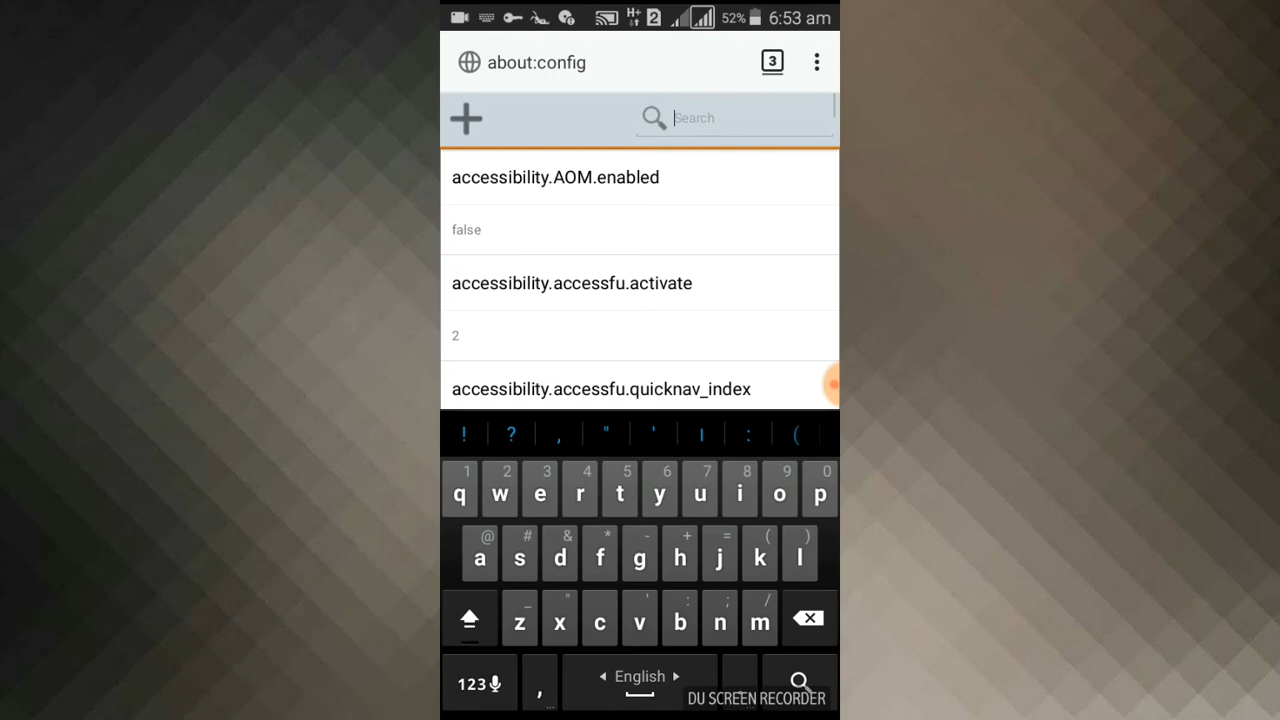 H+ 2 52% 6:53 am
about:config 3
Search
accessibility.AOM.enabled
false
accessibility.accessfu.activate
2
accessibility.accessfu.quicknav_index
! ? , " ' : (
1 2 3 4 5 6 7 8 9 0
q w e r t y u i o p
@ # & * - + = ( )
a s d f g h j k l
_ " ' : ; /
z x c v b n m
123 , English
DU SCREEN RECORDER